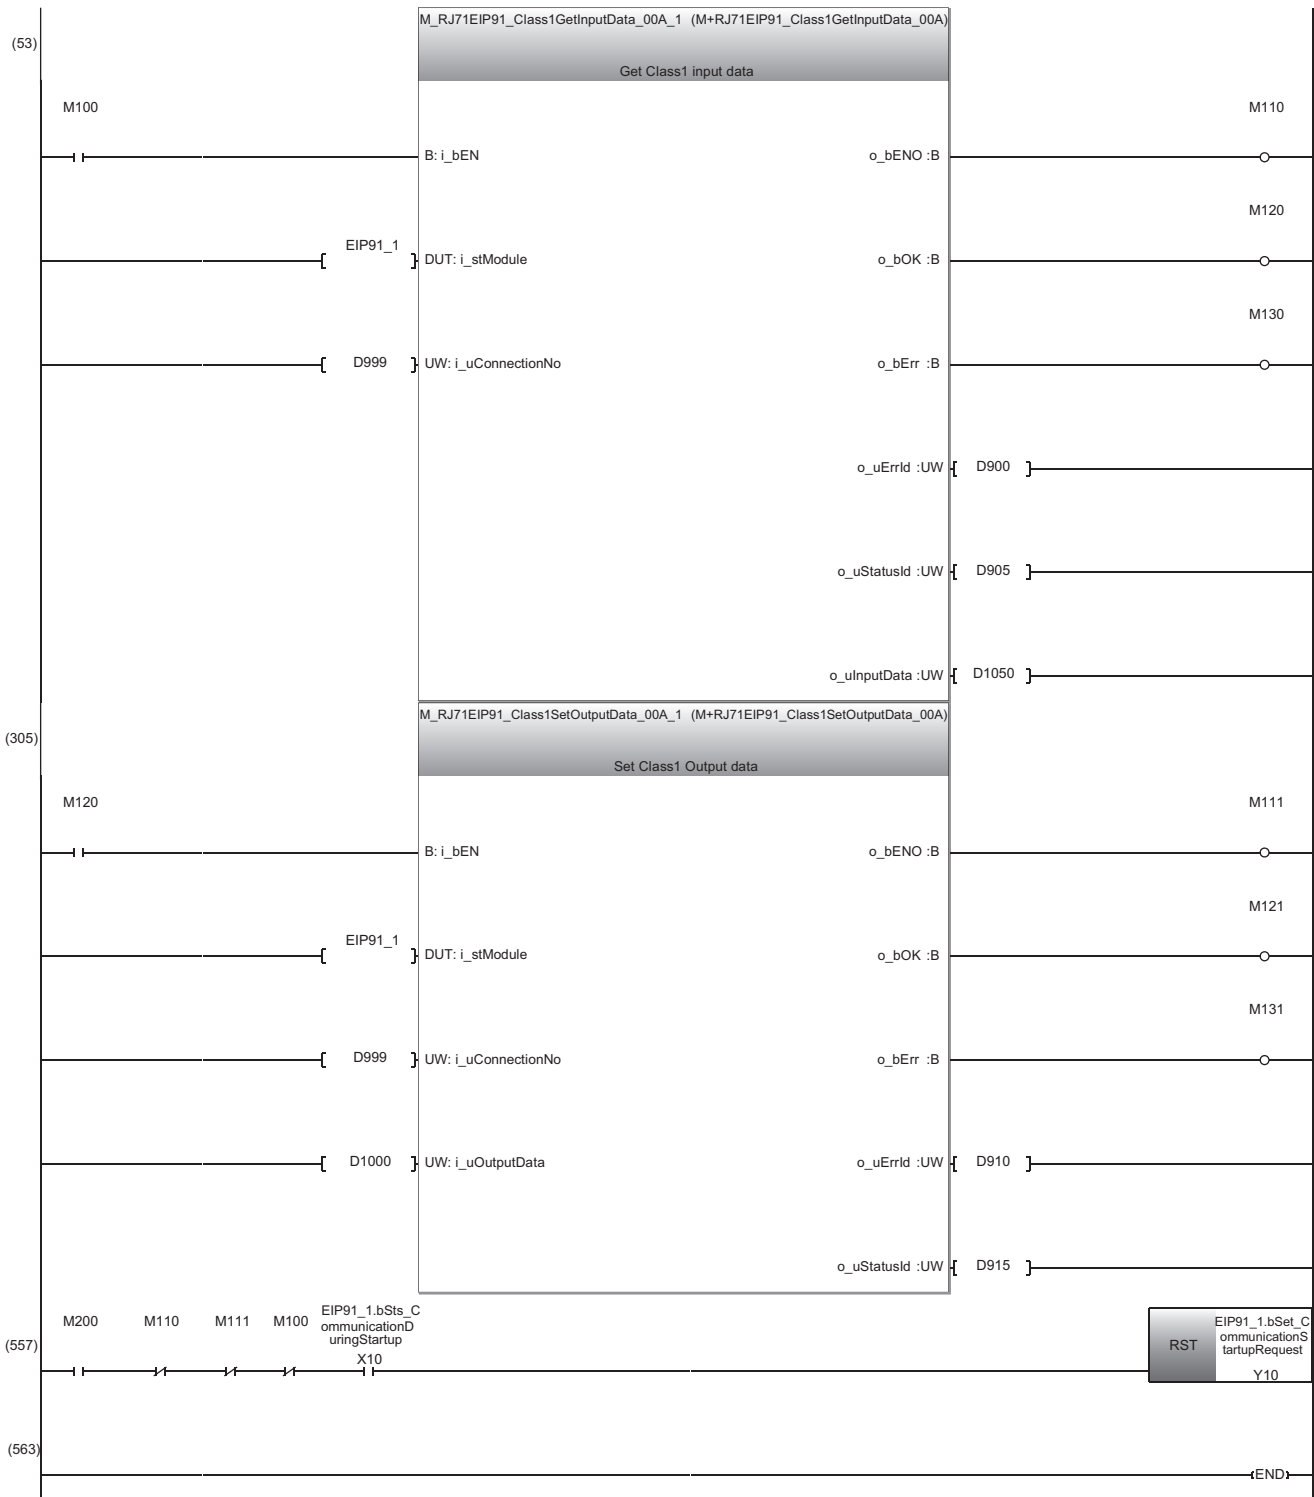 M_RJ71EIP91_Class1GetInputData_00A_1 (M+RJ71EIP91_Class1GetInputData_00A)
(53)
Get Class1 input data
M100
M110
B: i_bEN
o_bENO :B
M120
EIP91_1
DUT: i_stModule
o_bOK :B
M130
D999
UW: i_uConnectionNo
o_bErr :B
o_uErrId :UW
D900
o_uStatusId :UW
D905
o_uInputData :UW
D1050
M_RJ71EIP91_Class1SetOutputData_00A_1 (M+RJ71EIP91_Class1SetOutputData_00A)
(305)
Set Class1 Output data
M120
M111
B: i_bEN
o_bENO :B
M121
EIP91_1
DUT: i_stModule
o_bOK :B
M131
D999
UW: i_uConnectionNo
o_bErr :B
D1000
UW: i_uOutputData
o_uErrId :UW
D910
o_uStatusId :UW
D915
(557)
M200
M110
M111
M100
EIP91_1.bSts_C
ommunicationD
uringStartup
X10
RST
EIP91_1.bSet_C
ommunicationS
tartupRequest
Y10
(563)
END